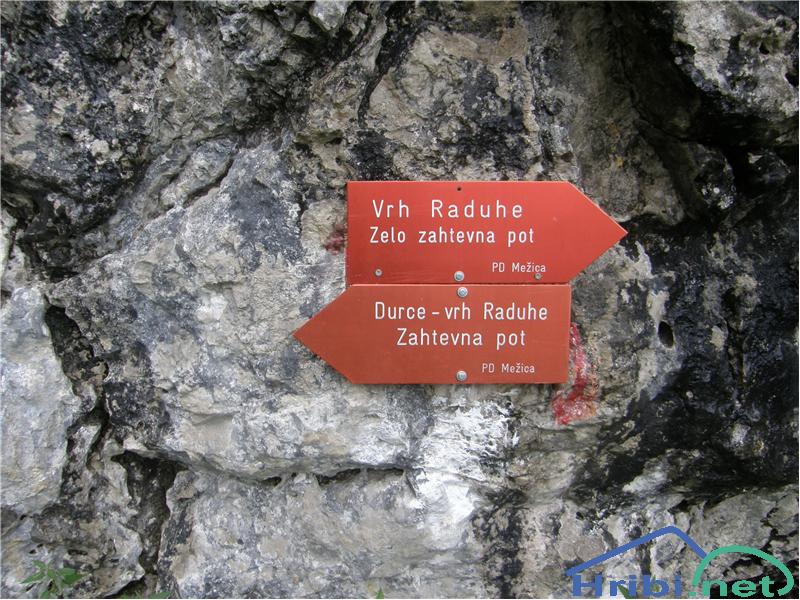 Vrh Raduhe
Zelo zahtevna pot
PD Mežica
Durce - vrh Raduhe
Zahtevna pot
PD Mežica
Hribi.net